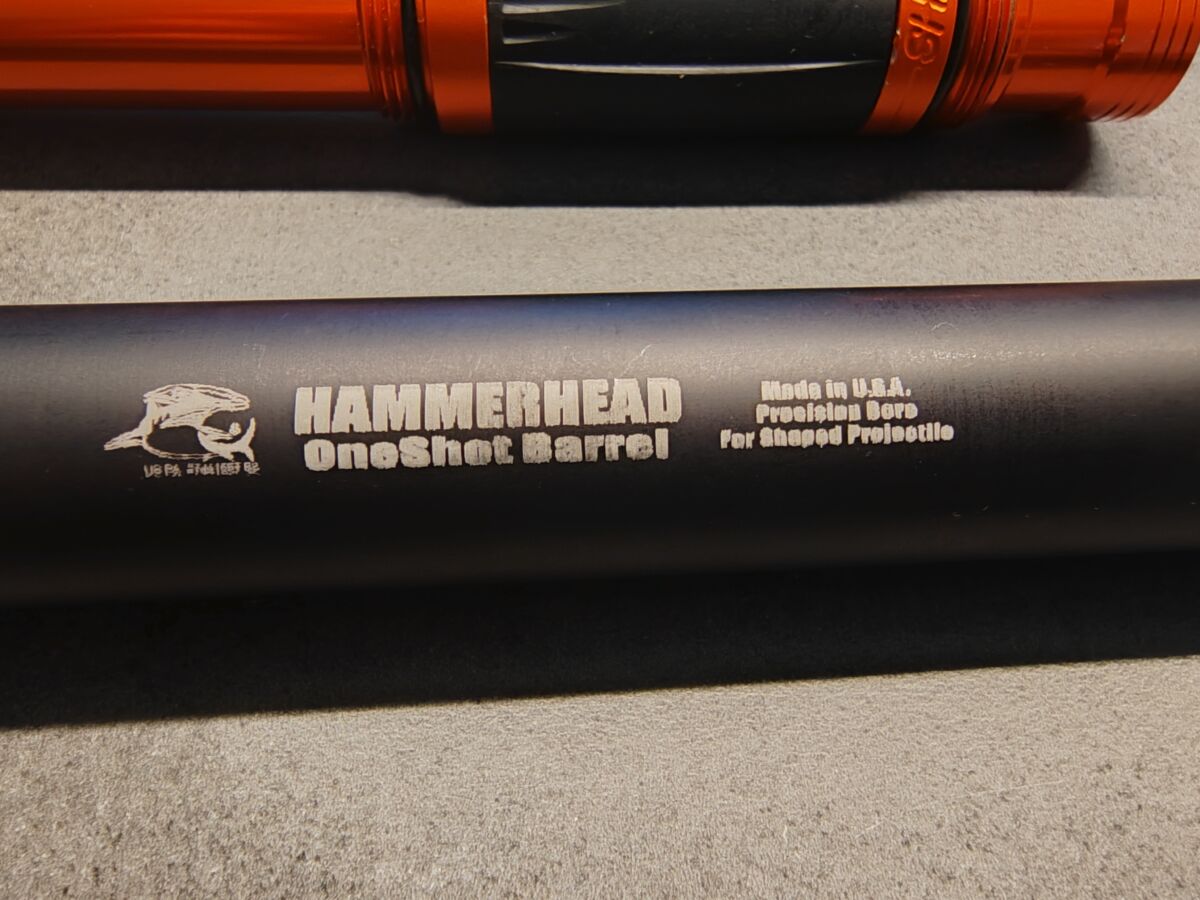 HAMMERHEAD
OneShot Barrel
Made in U.S.A.
Precision Bore
For Shaped Projectile